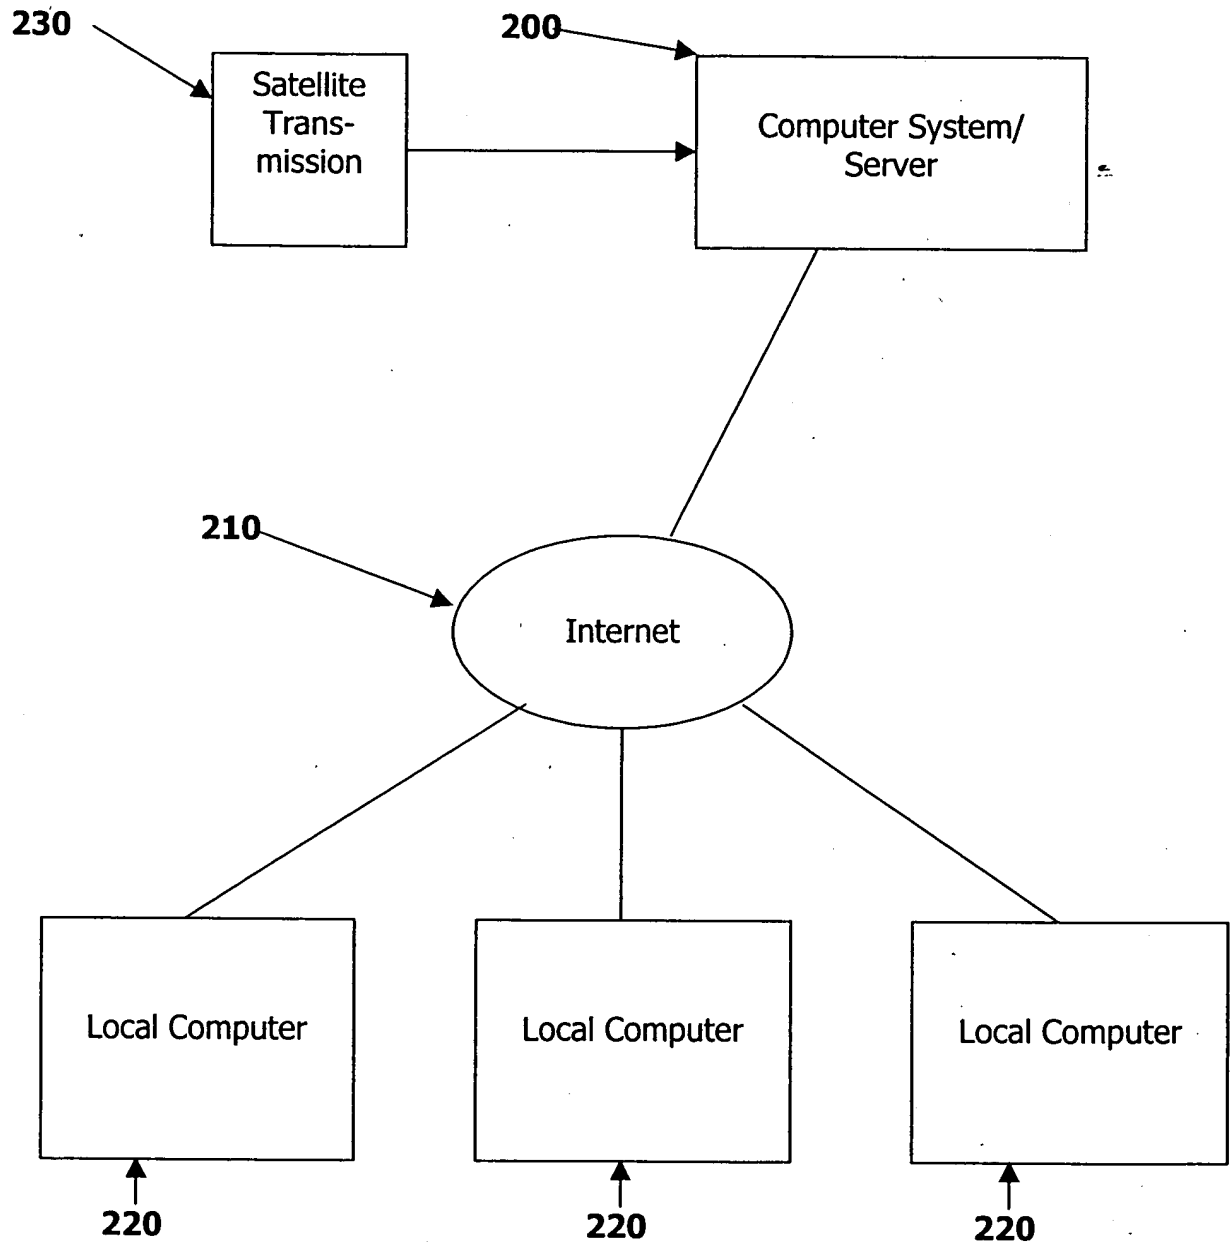 230
200
Satellite
Trans-
mission
Computer System/
Server
210
Internet
Local Computer
Local Computer
Local Computer
220
220
220